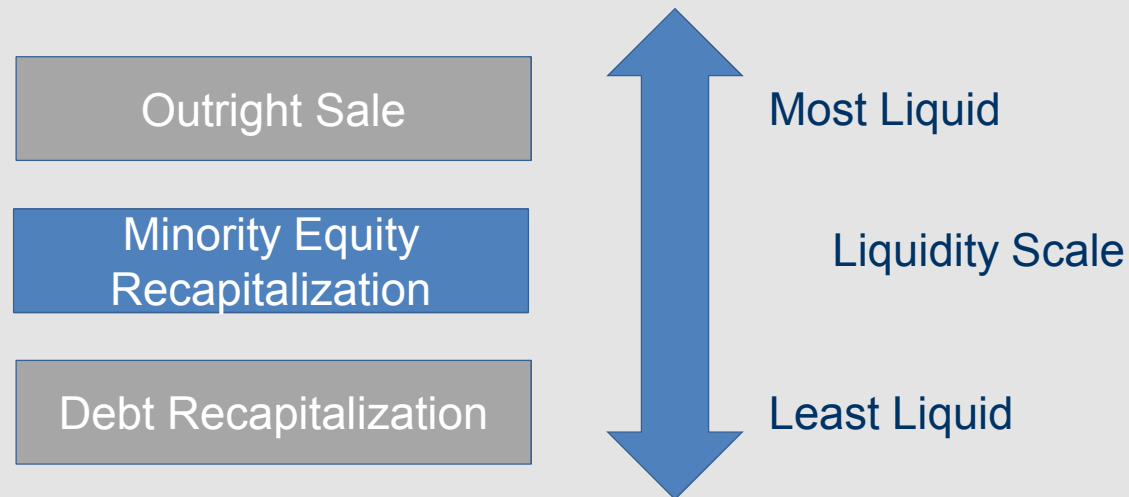 Outright Sale
Most Liquid
Minority Equity
Recapitalization
Liquidity Scale
Debt Recapitalization
Least Liquid